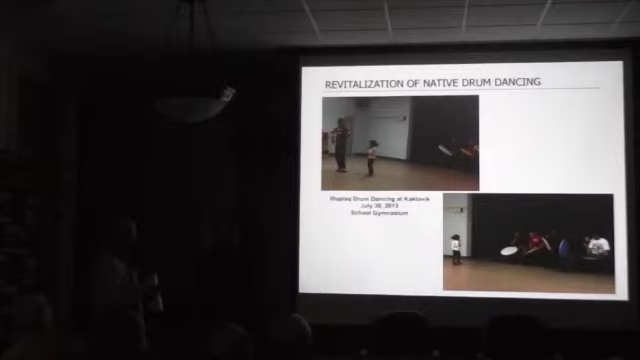 REVITALIZATION OF NATIVE DRUM DANCING
Drum Dancing at Kaktovik
July 30, 2013
School Gymnasium